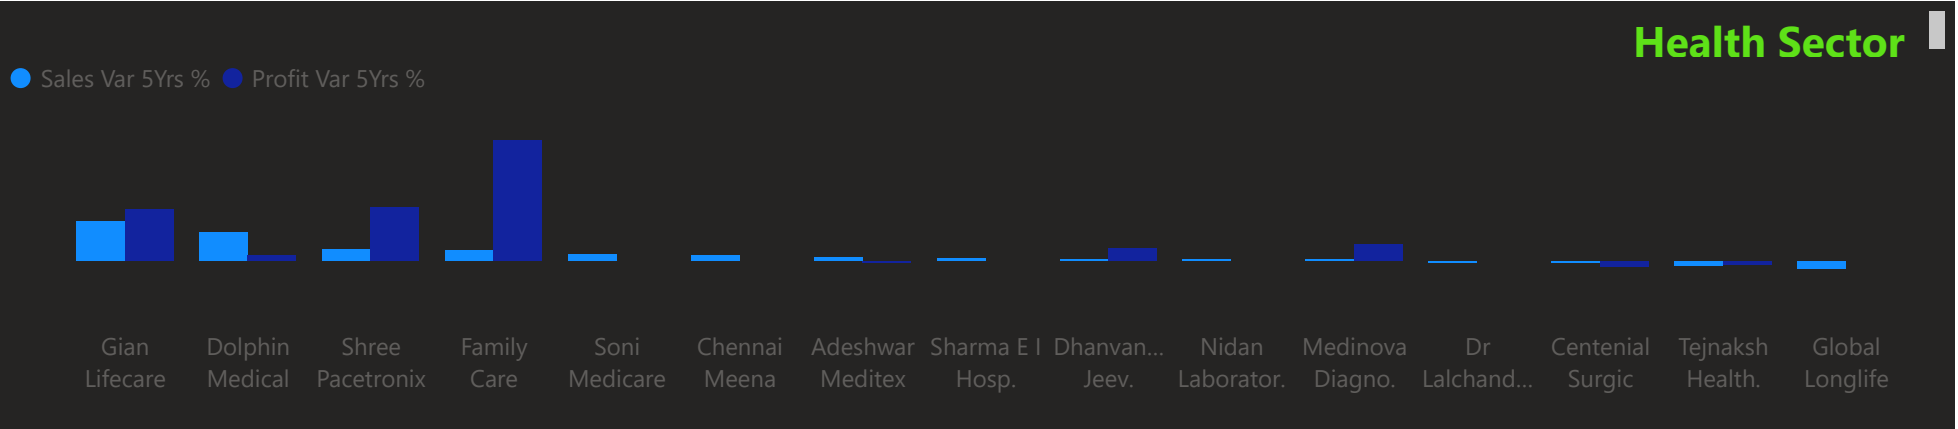 Health Sector
Sales Var 5Yrs % Profit Var 5Yrs %
Gian Lifecare
Dolphin Medical
Shree Pacetronix
Family Care
Soni Medicare
Chennai Meena
Adeshwar Meditex
Sharma E I Hosp.
Dhanvan... Jeev.
Nidan Laborator.
Medinova Diagno.
Dr Lalchand...
Centenial Surgic
Tejnaksh Health.
Global Longlife